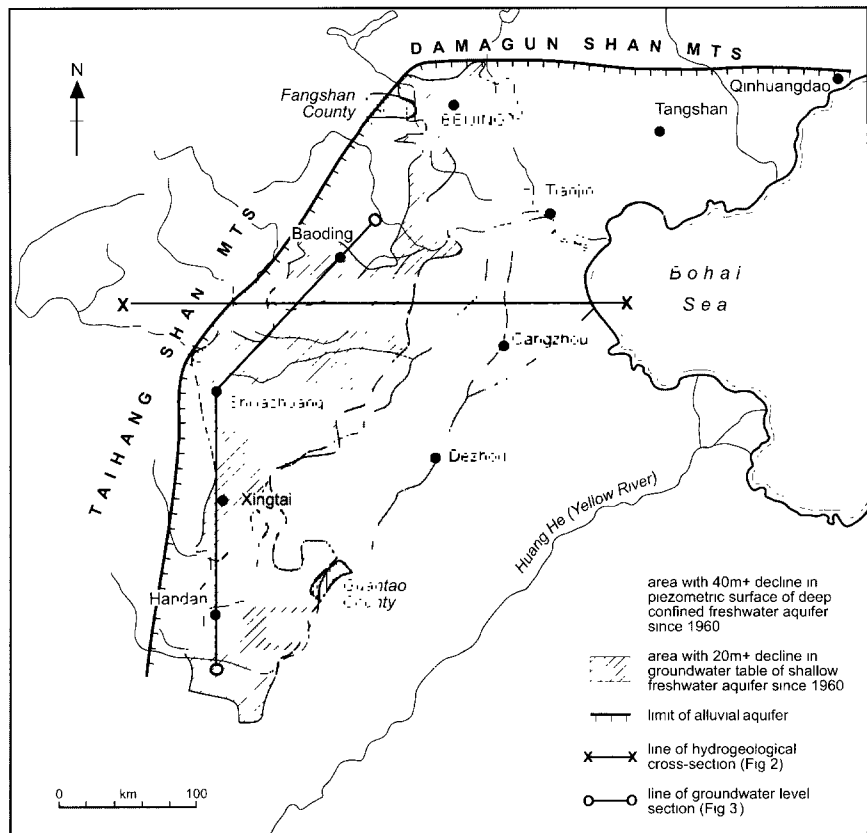 DAMAGUN SHAN MTS
N
Qinhuangdao
Fangshan
County
BEIJING
Tangshan
Tianjin
Baoding
TAIHANG SHAN MTS
Bohai
Sea
X
X
Cangzhou
Dezhou
Xingtai
Huang He (Yellow River)
County
Handan
area with 40m+ decline in
piezometric surface of deep
confined freshwater aquifer
since 1960
area with 20m+ decline in
groundwater table of shallow
freshwater aquifer since 1960
limit of alluvial aquifer
X X line of hydrogeological
cross-section (Fig 2)
line of groundwater level
section (Fig 3)
0 km 100